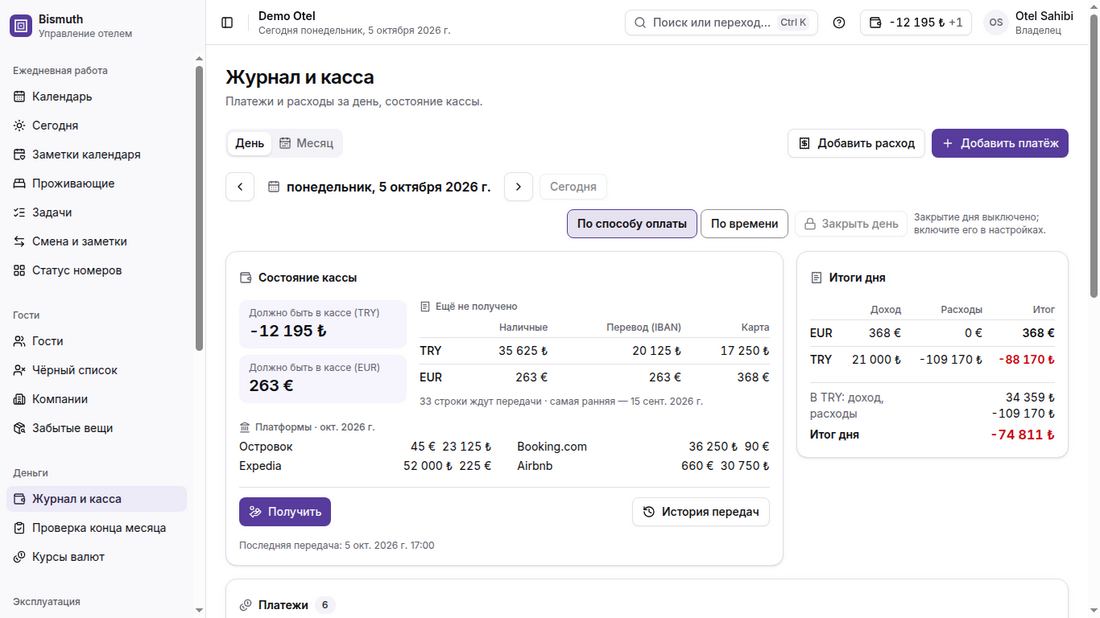 Bismuth
Управление отелем
Ежедневная работа
Календарь
Сегодня
Заметки календаря
Проживающие
Задачи
Смена и заметки
Статус номеров
Гости
Гости
Чёрный список
Компании
Забытые вещи
Деньги
Журнал и касса
Проверка конца месяца
Курсы валют
Эксплуатация
Demo Otel
Сегодня понедельник, 5 октября 2026 г.
Поиск или переход... Ctrl K
-12 195 ₺ +1
OS
Otel Sahibi
Владелец
Журнал и касса
Платежи и расходы за день, состояние кассы.
День Месяц
Добавить расход
Добавить платёж
понедельник, 5 октября 2026 г.
Сегодня
По способу оплаты По времени Закрыть день
Закрытие дня выключено;
включите его в настройках.
Состояние кассы
Должно быть в кассе (TRY)
-12 195 ₺
Должно быть в кассе (EUR)
263 €
Ещё не получено
Наличные Перевод (IBAN) Карта
TRY 35 625 ₺ 20 125 ₺ 17 250 ₺
EUR 263 € 263 € 368 €
33 строки ждут передачи · самая ранняя — 15 сент. 2026 г.
Платформы · окт. 2026 г.
Островок 45 € 23 125 ₺ Booking.com 36 250 ₺ 90 €
Expedia 52 000 ₺ 225 € Airbnb 660 € 30 750 ₺
Получить
История передач
Последняя передача: 5 окт. 2026 г. 17:00
Итоги дня
Доход Расходы Итог
EUR 368 € 0 € 368 €
TRY 21 000 ₺ -109 170 ₺ -88 170 ₺
В TRY: доход, 34 359 ₺
расходы -109 170 ₺
Итог дня -74 811 ₺
Платежи 6